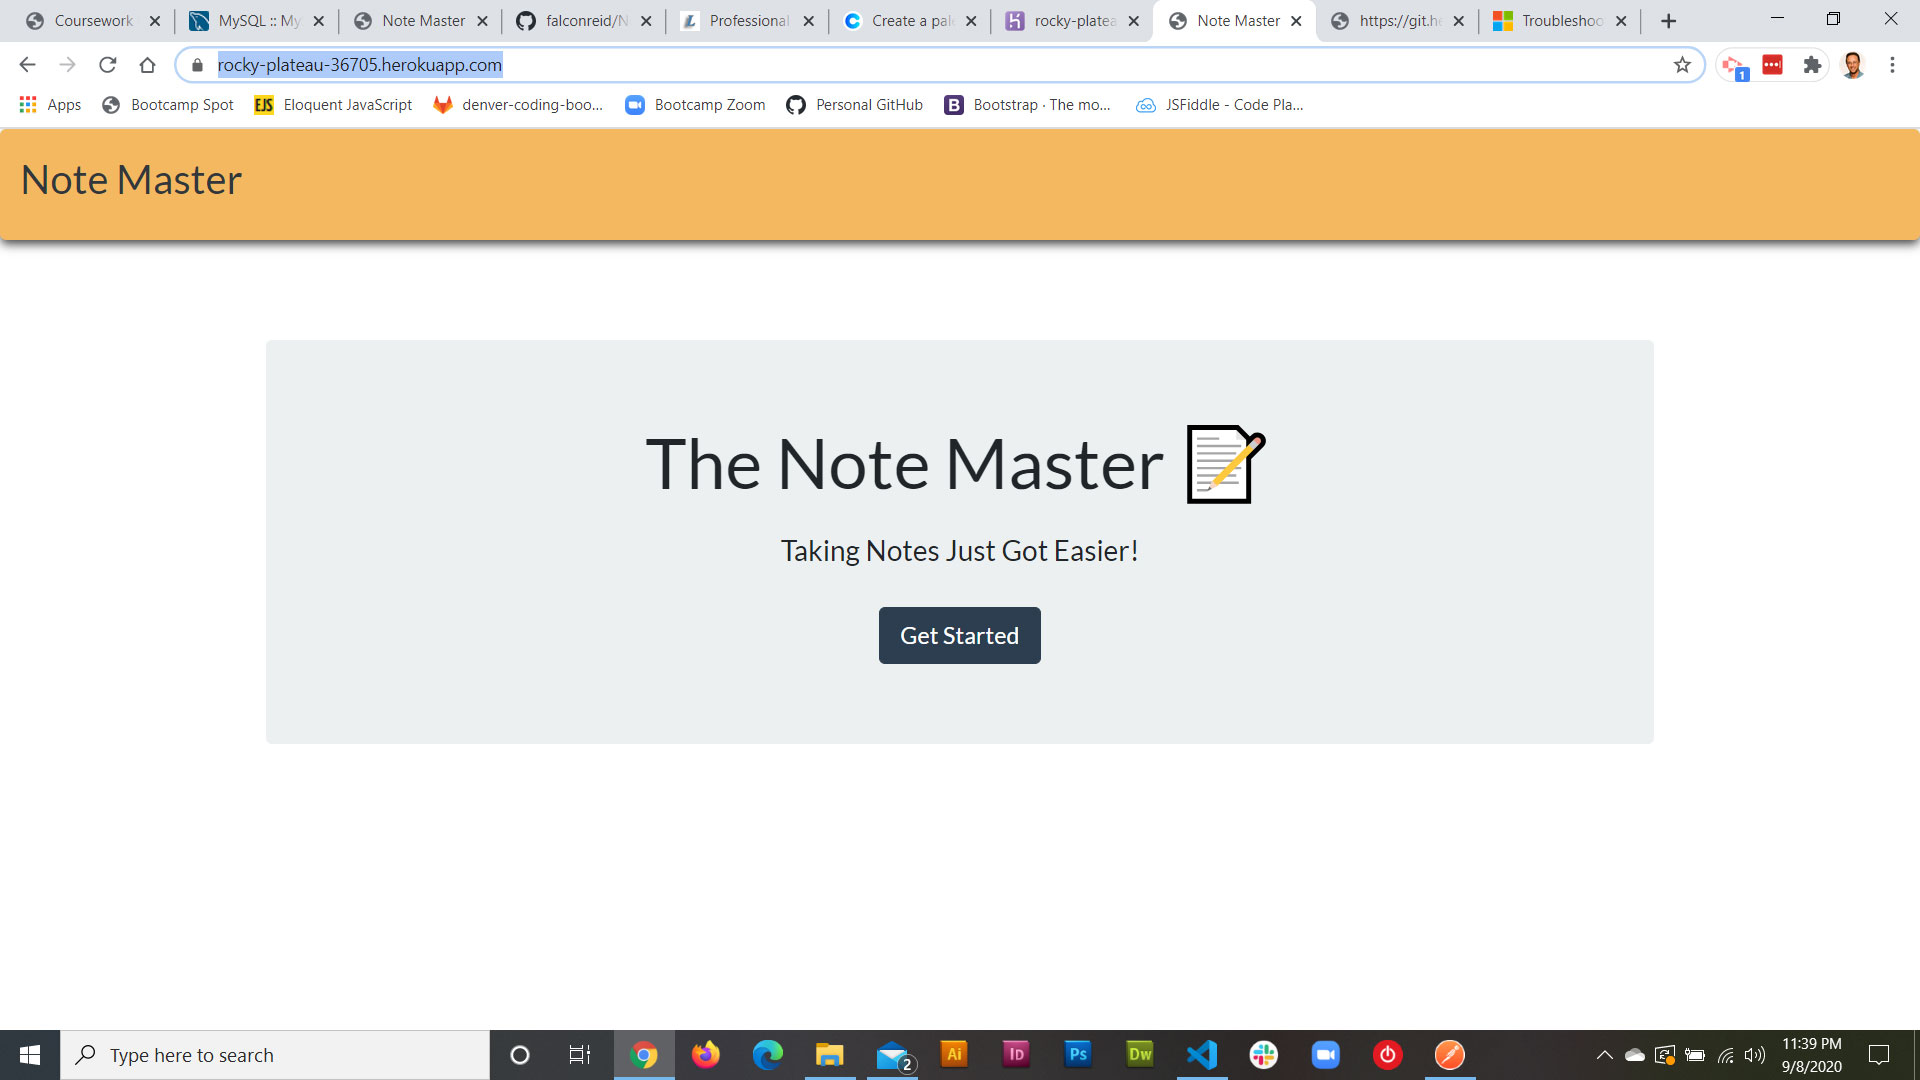 Coursework
MySQL :: My
Note Master
falconreid/N
Professional
Create a pal
rocky-platea
Note Master
https://git.he
Troubleshoo
rocky-plateau-36705.herokuapp.com
1
Apps
Bootcamp Spot
EJS
Eloquent JavaScript
denver-coding-boo...
Bootcamp Zoom
Personal GitHub
B
Bootstrap · The mo...
JSFiddle - Code Pla...
Note Master
The Note Master
Taking Notes Just Got Easier!
Get Started
Type here to search
2
Ai
ID
Ps
Dw
11:39 PM
9/8/2020